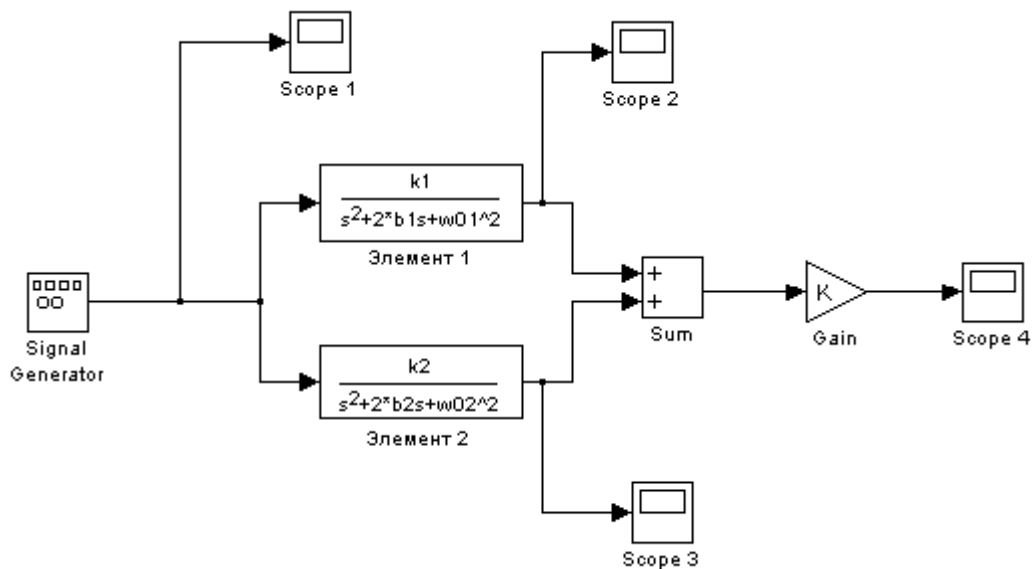 Scope 1
Scope 2
k1
s²+2*b1s+w01^2
Элемент 1
Signal
Generator
+
+
Sum
K
Gain
Scope 4
k2
s²+2*b2s+w02^2
Элемент 2
Scope 3